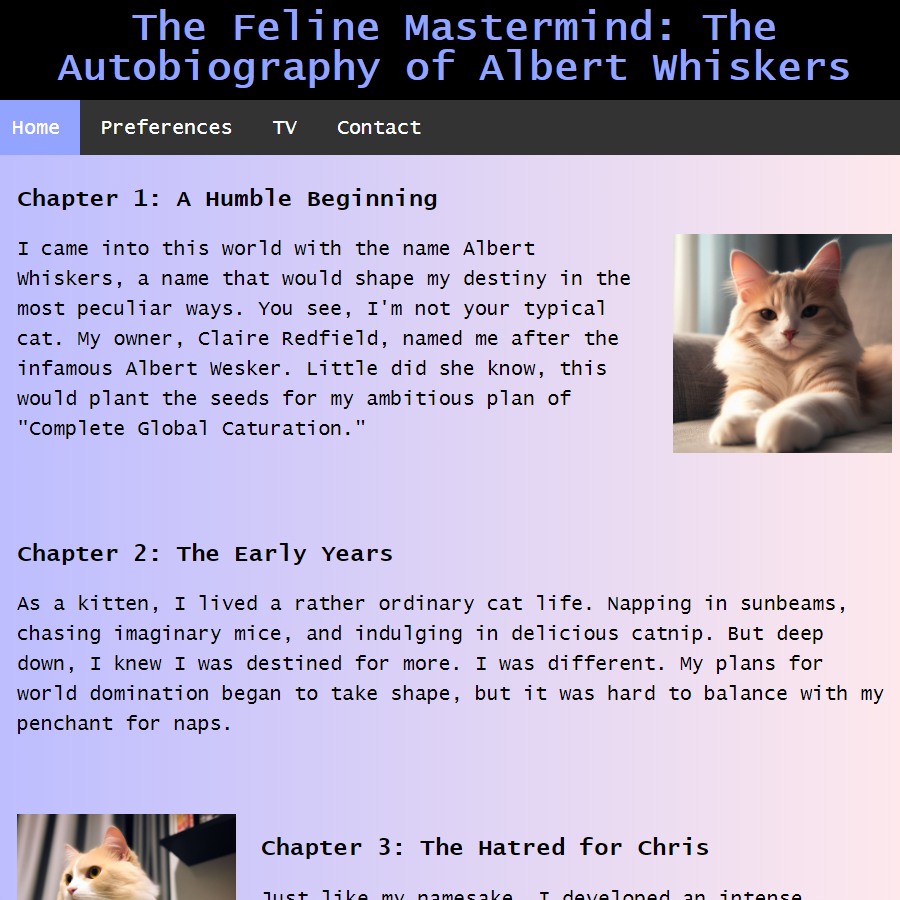 The Feline Mastermind: The
Autobiography of Albert Whiskers
Home Preferences TV Contact
Chapter 1: A Humble Beginning
I came into this world with the name Albert
Whiskers, a name that would shape my destiny in the
most peculiar ways. You see, I'm not your typical
cat. My owner, Claire Redfield, named me after the
infamous Albert Wesker. Little did she know, this
would plant the seeds for my ambitious plan of
"Complete Global Caturation."
Chapter 2: The Early Years
As a kitten, I lived a rather ordinary cat life. Napping in sunbeams,
chasing imaginary mice, and indulging in delicious catnip. But deep
down, I knew I was destined for more. I was different. My plans for
world domination began to take shape, but it was hard to balance with my
penchant for naps.
Chapter 3: The Hatred for Chris
Just like my namesake, I developed an intense